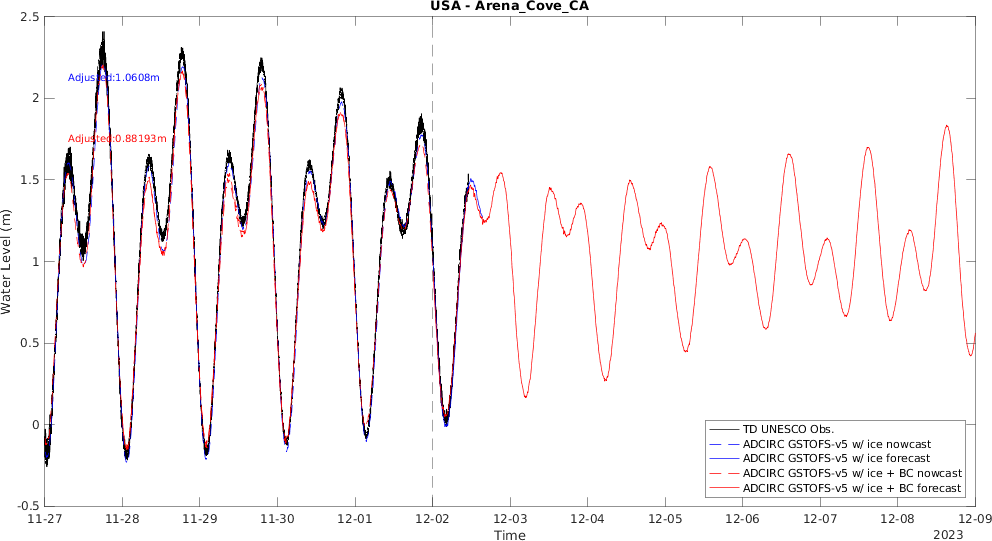 USA - Arena_Cove_CA
2.5
2
1.5
1
0.5
0
-0.5
Water Level (m)
Adjusted:1.0608m
Adjusted:0.88193m
TD UNESCO Obs.
ADCIRC GSTOFS-v5 w/ ice nowcast
ADCIRC GSTOFS-v5 w/ ice forecast
ADCIRC GSTOFS-v5 w/ ice + BC nowcast
ADCIRC GSTOFS-v5 w/ ice + BC forecast
11-27 11-28 11-29 11-30 12-01 12-02 12-03 12-04 12-05 12-06 12-07 12-08 12-09
Time
2023